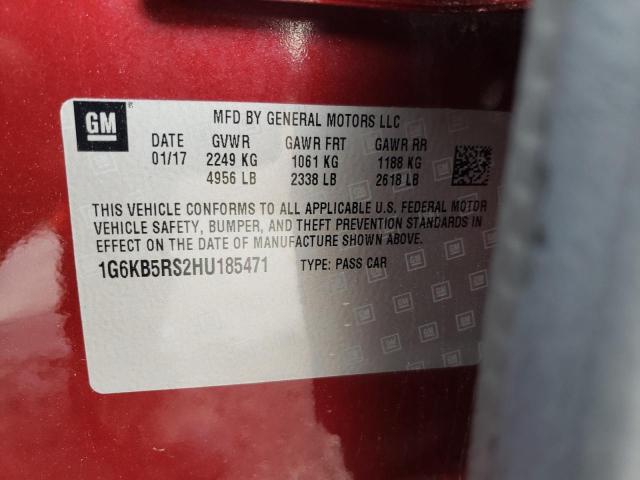 GM
MFD BY GENERAL MOTORS LLC
DATE GVWR GAWR FRT GAWR RR
01/17 2249 KG 1061 KG 1188 KG
4956 LB 2338 LB 2618 LB
THIS VEHICLE CONFORMS TO ALL APPLICABLE U.S. FEDERAL MOTOR
VEHICLE SAFETY, BUMPER, AND THEFT PREVENTION STANDARDS IN
EFFECT ON THE DATE OF MANUFACTURE SHOWN ABOVE.
1G6KB5RS2HU185471 TYPE: PASS CAR